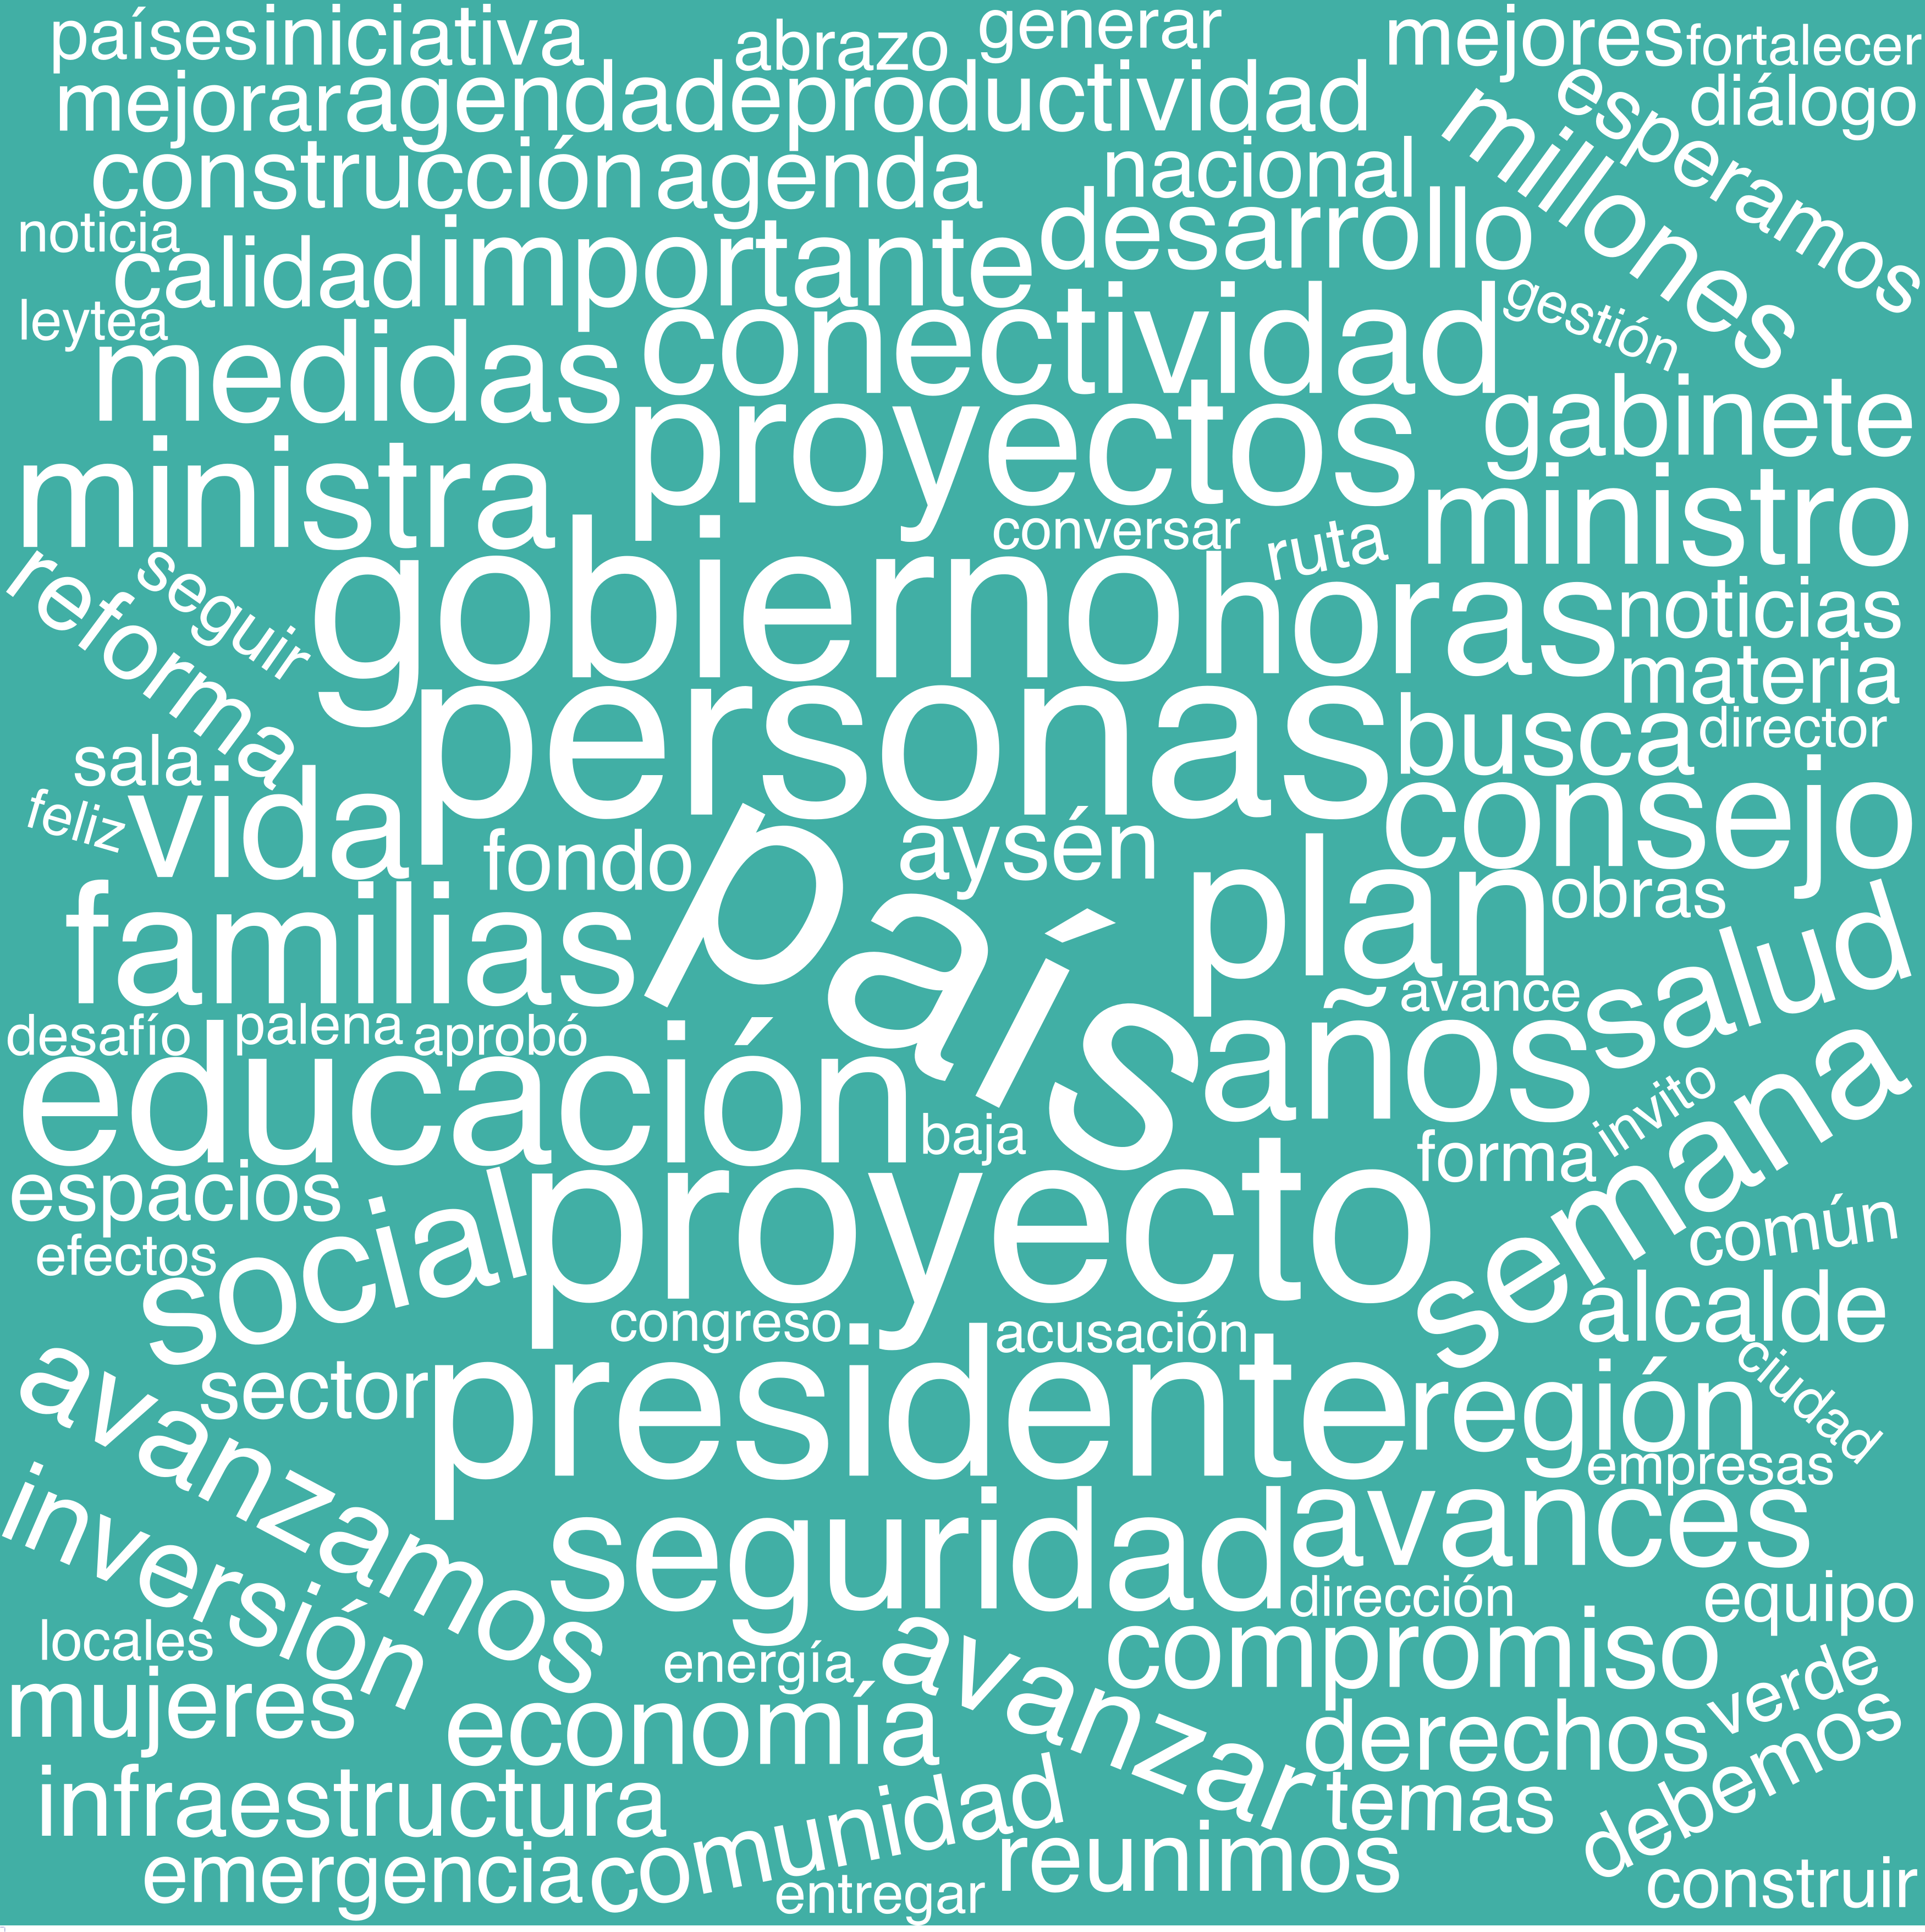 países iniciativa abrazo generar mejores fortalecer
mejorar agendadeproductividad esperamos diálogo
construcción agenda nacional millones
noticia calidad importante desarrollo
leytea medidas conectividad gestión
proyectos gabinete
ministra conversar ruta ministro
reforma seguir gobierno horas noticias
materia
personas busca director
sala vida consejo
feliz fondo país aysén plan obras
familias avance salud
desafío palena aprobó años
educación baja forma invito semana
espacios social proyecto común
efectos congreso acusación alcalde
avanzamos sector presidente región ciudad
empresas
inversión seguridad avances
dirección equipo
locales energía avanzar compromiso verde
mujeres economía derechos debemos
infraestructura comunidad temas
emergencia entregar reunimos construir